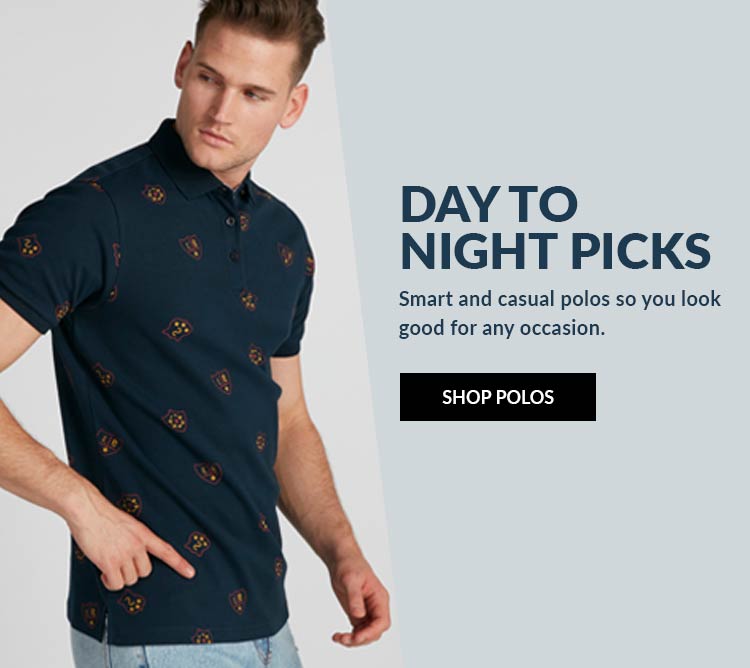 DAY TO
NIGHT PICKS
Smart and casual polos so you look
good for any occasion.
SHOP POLOS